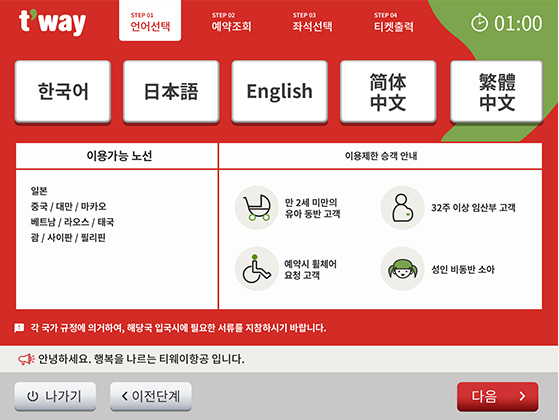 t'way
STEP 01
언어선택
STEP 02
예약조회
STEP 03
좌석선택
STEP 04
티켓출력
01:00
한국어
日本語
English
简体
中文
繁體
中文
이용가능 노선
일본
중국 / 대만 / 마카오
베트남 / 라오스 / 태국
괌 / 사이판 / 필리핀
이용제한 승객 안내
만 2세 미만의
유아 동반 고객
32주 이상 임산부 고객
예약시 휠체어
요청 고객
성인 비동반 소아
각 국가 규정에 의거하여, 해당국 입국시에 필요한 서류를 지참하시기 바랍니다.
안녕하세요. 행복을 나르는 티웨이항공 입니다.
나가기
이전단계
다음